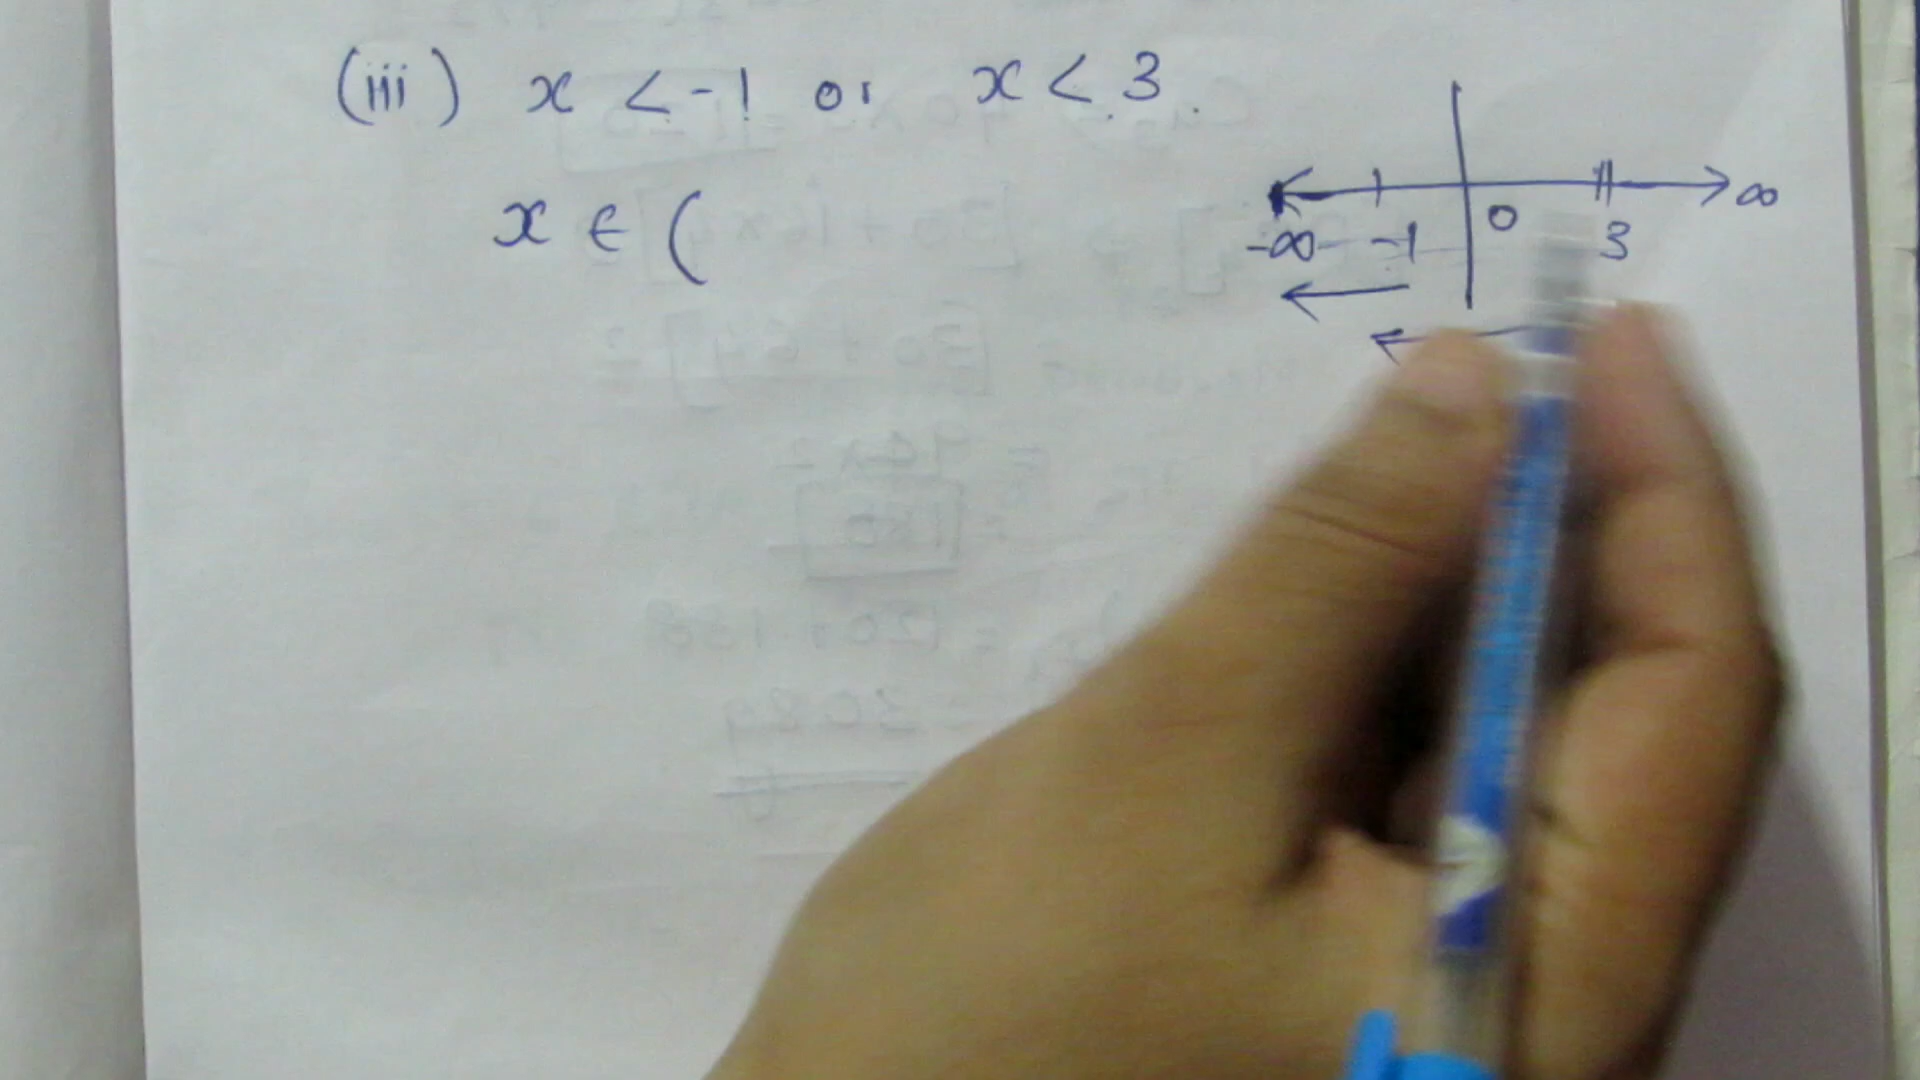 (iii) x < -1 or x < 3.
x ∈ (
∞
0
-∞ -1 3